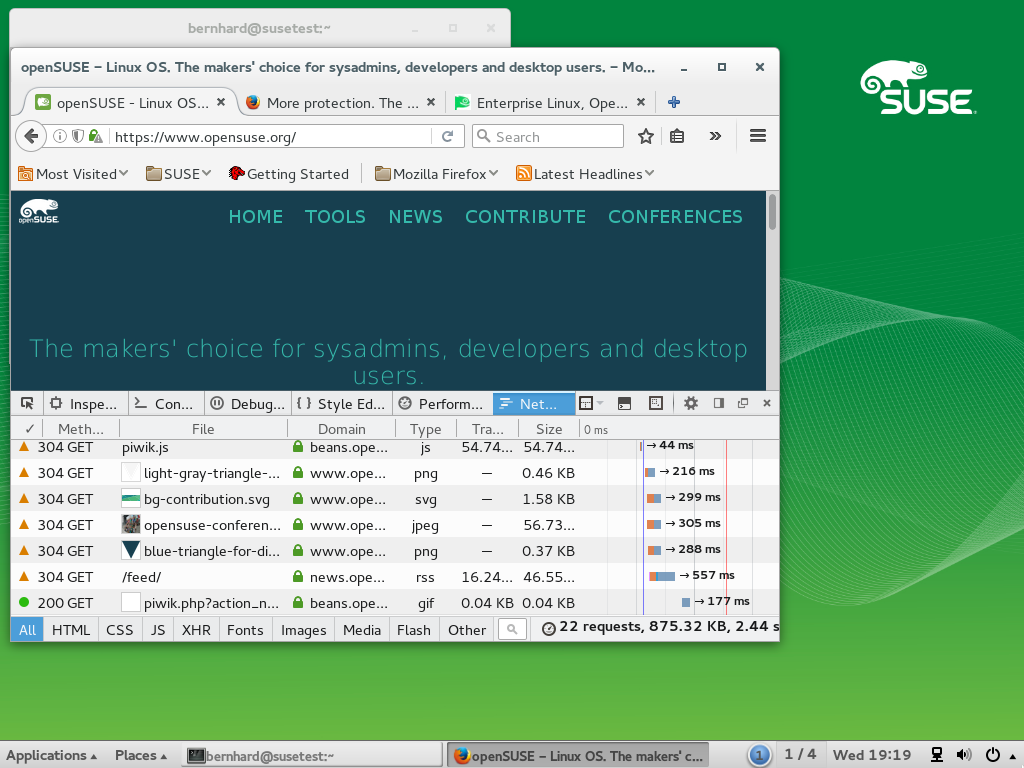 bernhard@susetest:~
SUSE
openSUSE - Linux OS. The makers' choice for sysadmins, developers and desktop users. - Mo...
openSUSE - Linux OS... More protection. The ... Enterprise Linux, Ope...
https://www.opensuse.org/ Search
Most Visited SUSE Getting Started Mozilla Firefox Latest Headlines
openSUSE HOME TOOLS NEWS CONTRIBUTE CONFERENCES
The makers' choice for sysadmins, developers and desktop
users.
Inspe... Con... Debug... Style Ed... Perform... Net...
✓ Meth... File Domain Type Tra... Size 0 ms
304 GET piwik.js beans.ope... js 54.74... 54.74... → 44 ms
304 GET light-gray-triangle-... www.ope... png — 0.46 KB → 216 ms
304 GET bg-contribution.svg www.ope... svg — 1.58 KB → 299 ms
304 GET opensuse-conferen... www.ope... jpeg — 56.73... → 305 ms
304 GET blue-triangle-for-di... www.ope... png — 0.37 KB → 288 ms
304 GET /feed/ news.ope... rss 16.24... 46.55... → 557 ms
200 GET piwik.php?action_n... beans.ope... gif 0.04 KB 0.04 KB → 177 ms
All HTML CSS JS XHR Fonts Images Media Flash Other 22 requests, 875.32 KB, 2.44 s
Applications Places bernhard@susetest:~ openSUSE - Linux OS. The makers' c... 1 1 / 4 Wed 19:19